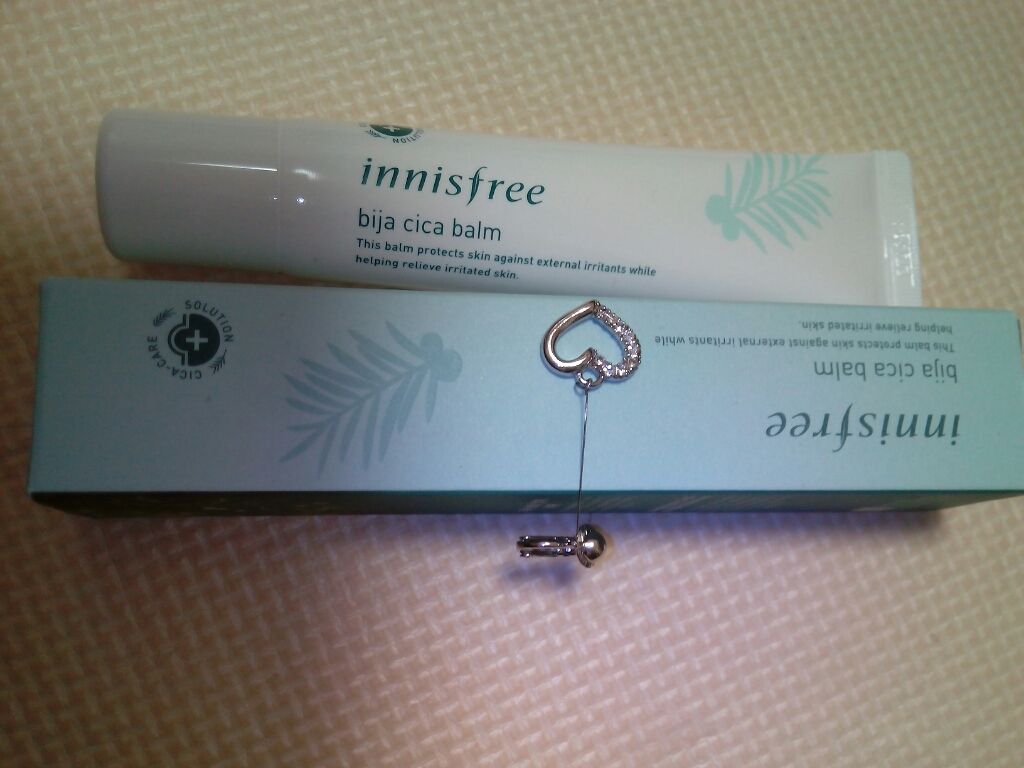 innisfree
bija cica balm
This balm protects skin against external irritants while
helping relieve irritated skin.
SOLUTION
CICA-CARE
innisfree
bija cica balm
This balm protects skin against external irritants while
helping relieve irritated skin.